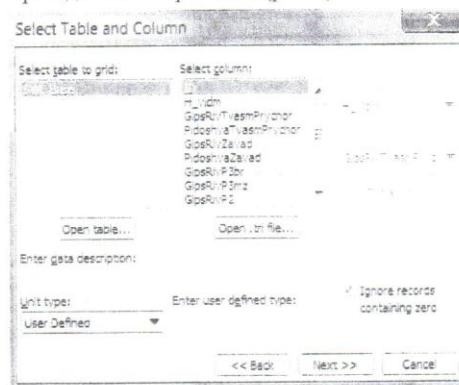 Select Table and Column
Select table to grid:
Select column:
H_vidm
GipsRivTvasmPrychor
PidoshvaTvasmPrychor
GipsRivZavad
PidoshvaZavad
GipsRivP3br
GipsRivP3mz
GipsRivP2
Open table...
Open .tri file...
Enter data description:
Unit type:
Enter user defined type:
Ignore records
containing zero
User Defined
<< Back
Next >>
Cancel